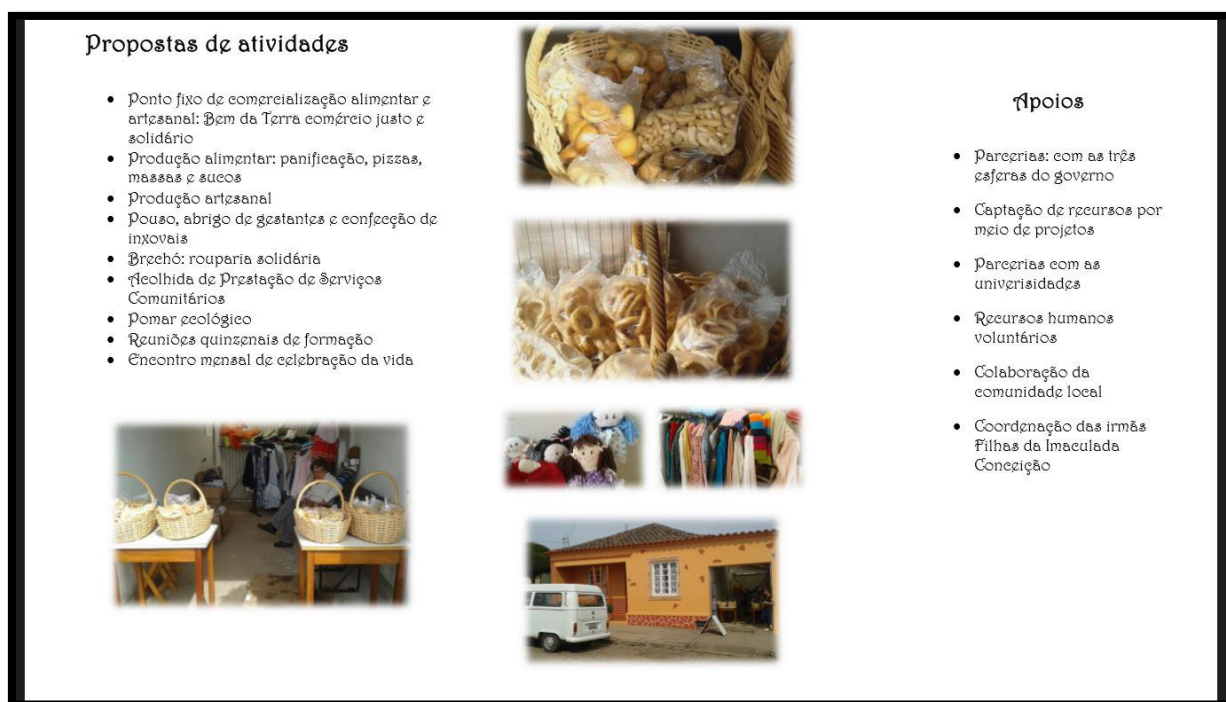 Propostas de atividades
Ponto fixo de comercialização alimentar e
artesanal: Bem da Terra comércio justo e
solidário
Produção alimentar: panificação, pizzas,
massas e sucos
Produção artesanal
Pouso, abrigo de gestantes e confecção de
inxovais
Brechó: rouparia solidária
Acolhida de Prestação de Serviços
Comunitários
Pomar ecológico
Reuniões quinzenais de formação
Encontro mensal de celebração da vida
Apoios
Parcerias: com as três
esferas do governo
Captação de recursos por
meio de projetos
Parcerias com as
univerisidades
Recursos humanos
voluntários
Colaboração da
comunidade local
Coordenação das irmãs
Filhas da Imaculada
Conceição